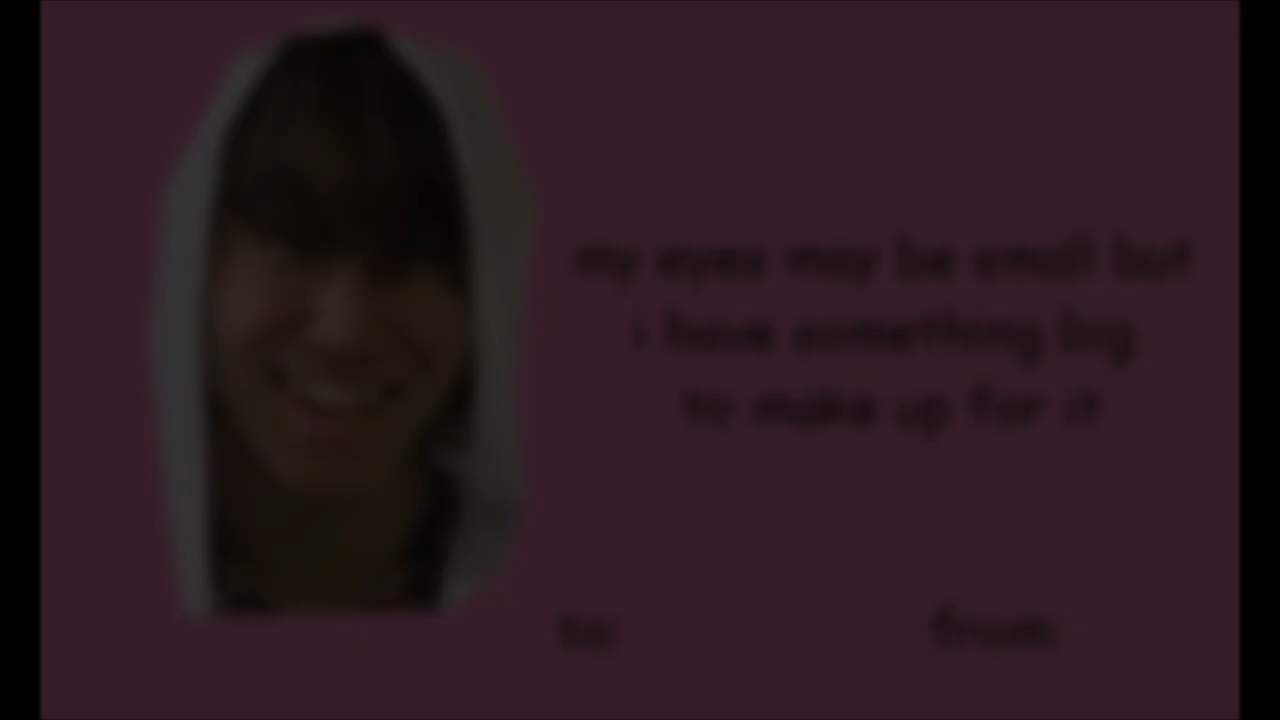 my eyes may be small but
i have something big
to make up for it
to:
from: